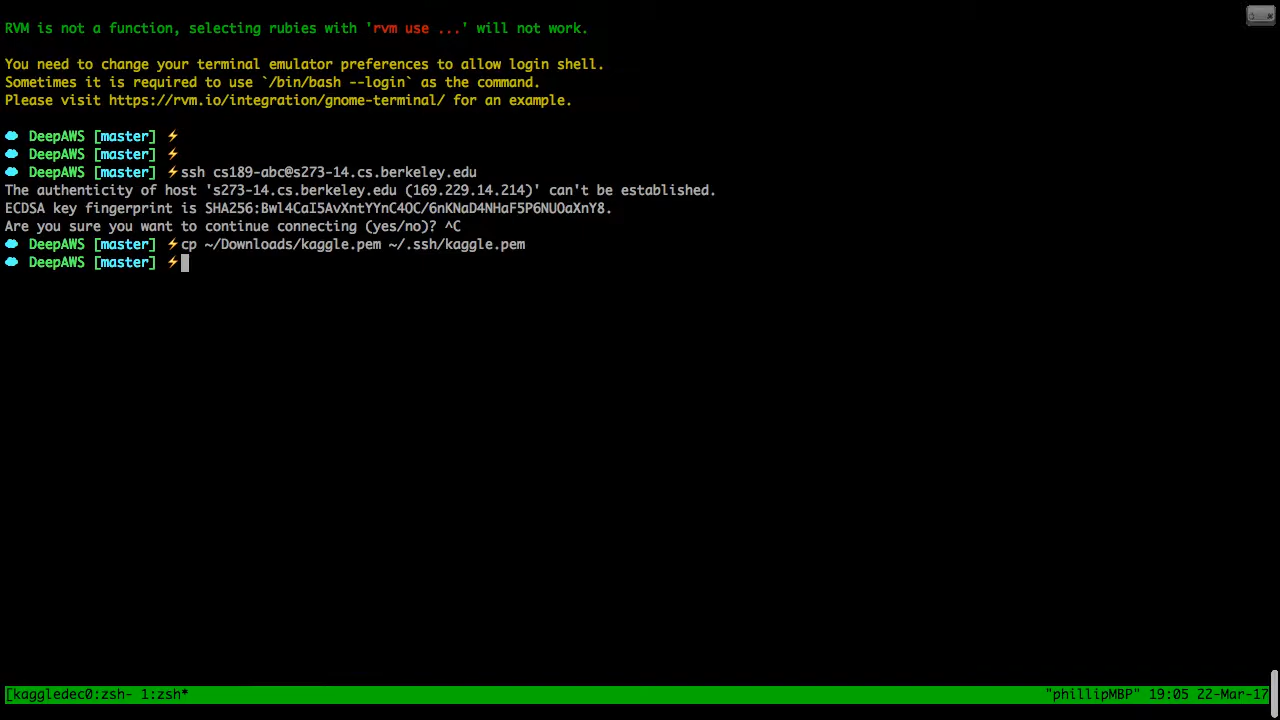 RVM is not a function, selecting rubies with 'rvm use ...' will not work.
You need to change your terminal emulator preferences to allow login shell.
Sometimes it is required to use `/bin/bash --login` as the command.
Please visit https://rvm.io/integration/gnome-terminal/ for an example.
DeepAWS [master] ⚡
DeepAWS [master] ⚡
DeepAWS [master] ⚡ssh cs189-abc@s273-14.cs.berkeley.edu
The authenticity of host 's273-14.cs.berkeley.edu (169.229.14.214)' can't be established.
ECDSA key fingerprint is SHA256:Bwl4CaI5AvXntYYnC4OC/6nKNaD4NHaF5P6NUOaXnY8.
Are you sure you want to continue connecting (yes/no)? ^C
DeepAWS [master] ⚡cp ~/Downloads/kaggle.pem ~/.ssh/kaggle.pem
DeepAWS [master] ⚡
[kaggledec0:zsh- 1:zsh* "phillipMBP" 19:05 22-Mar-17